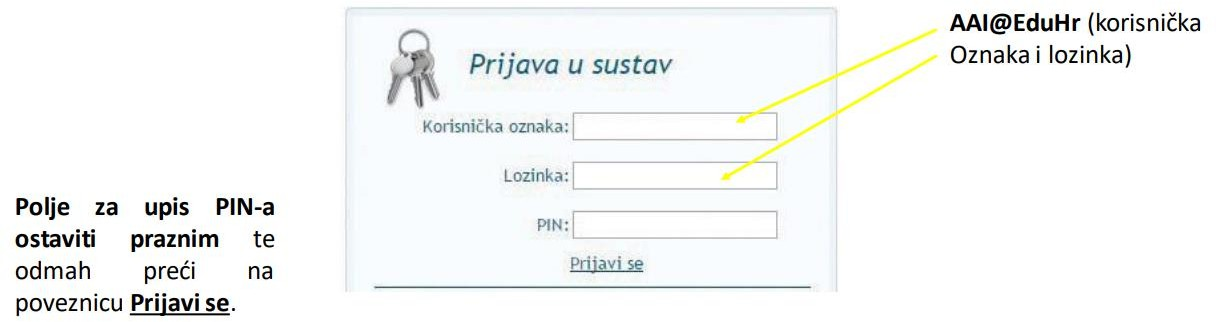 AAI@EduHr (korisnička
Oznaka i lozinka)
Prijava u sustav
Korisnička oznaka:
Lozinka:
PIN:
Prijavi se
Polje za upis PIN-a
ostaviti praznim te
odmah preći na
poveznicu Prijavi se.